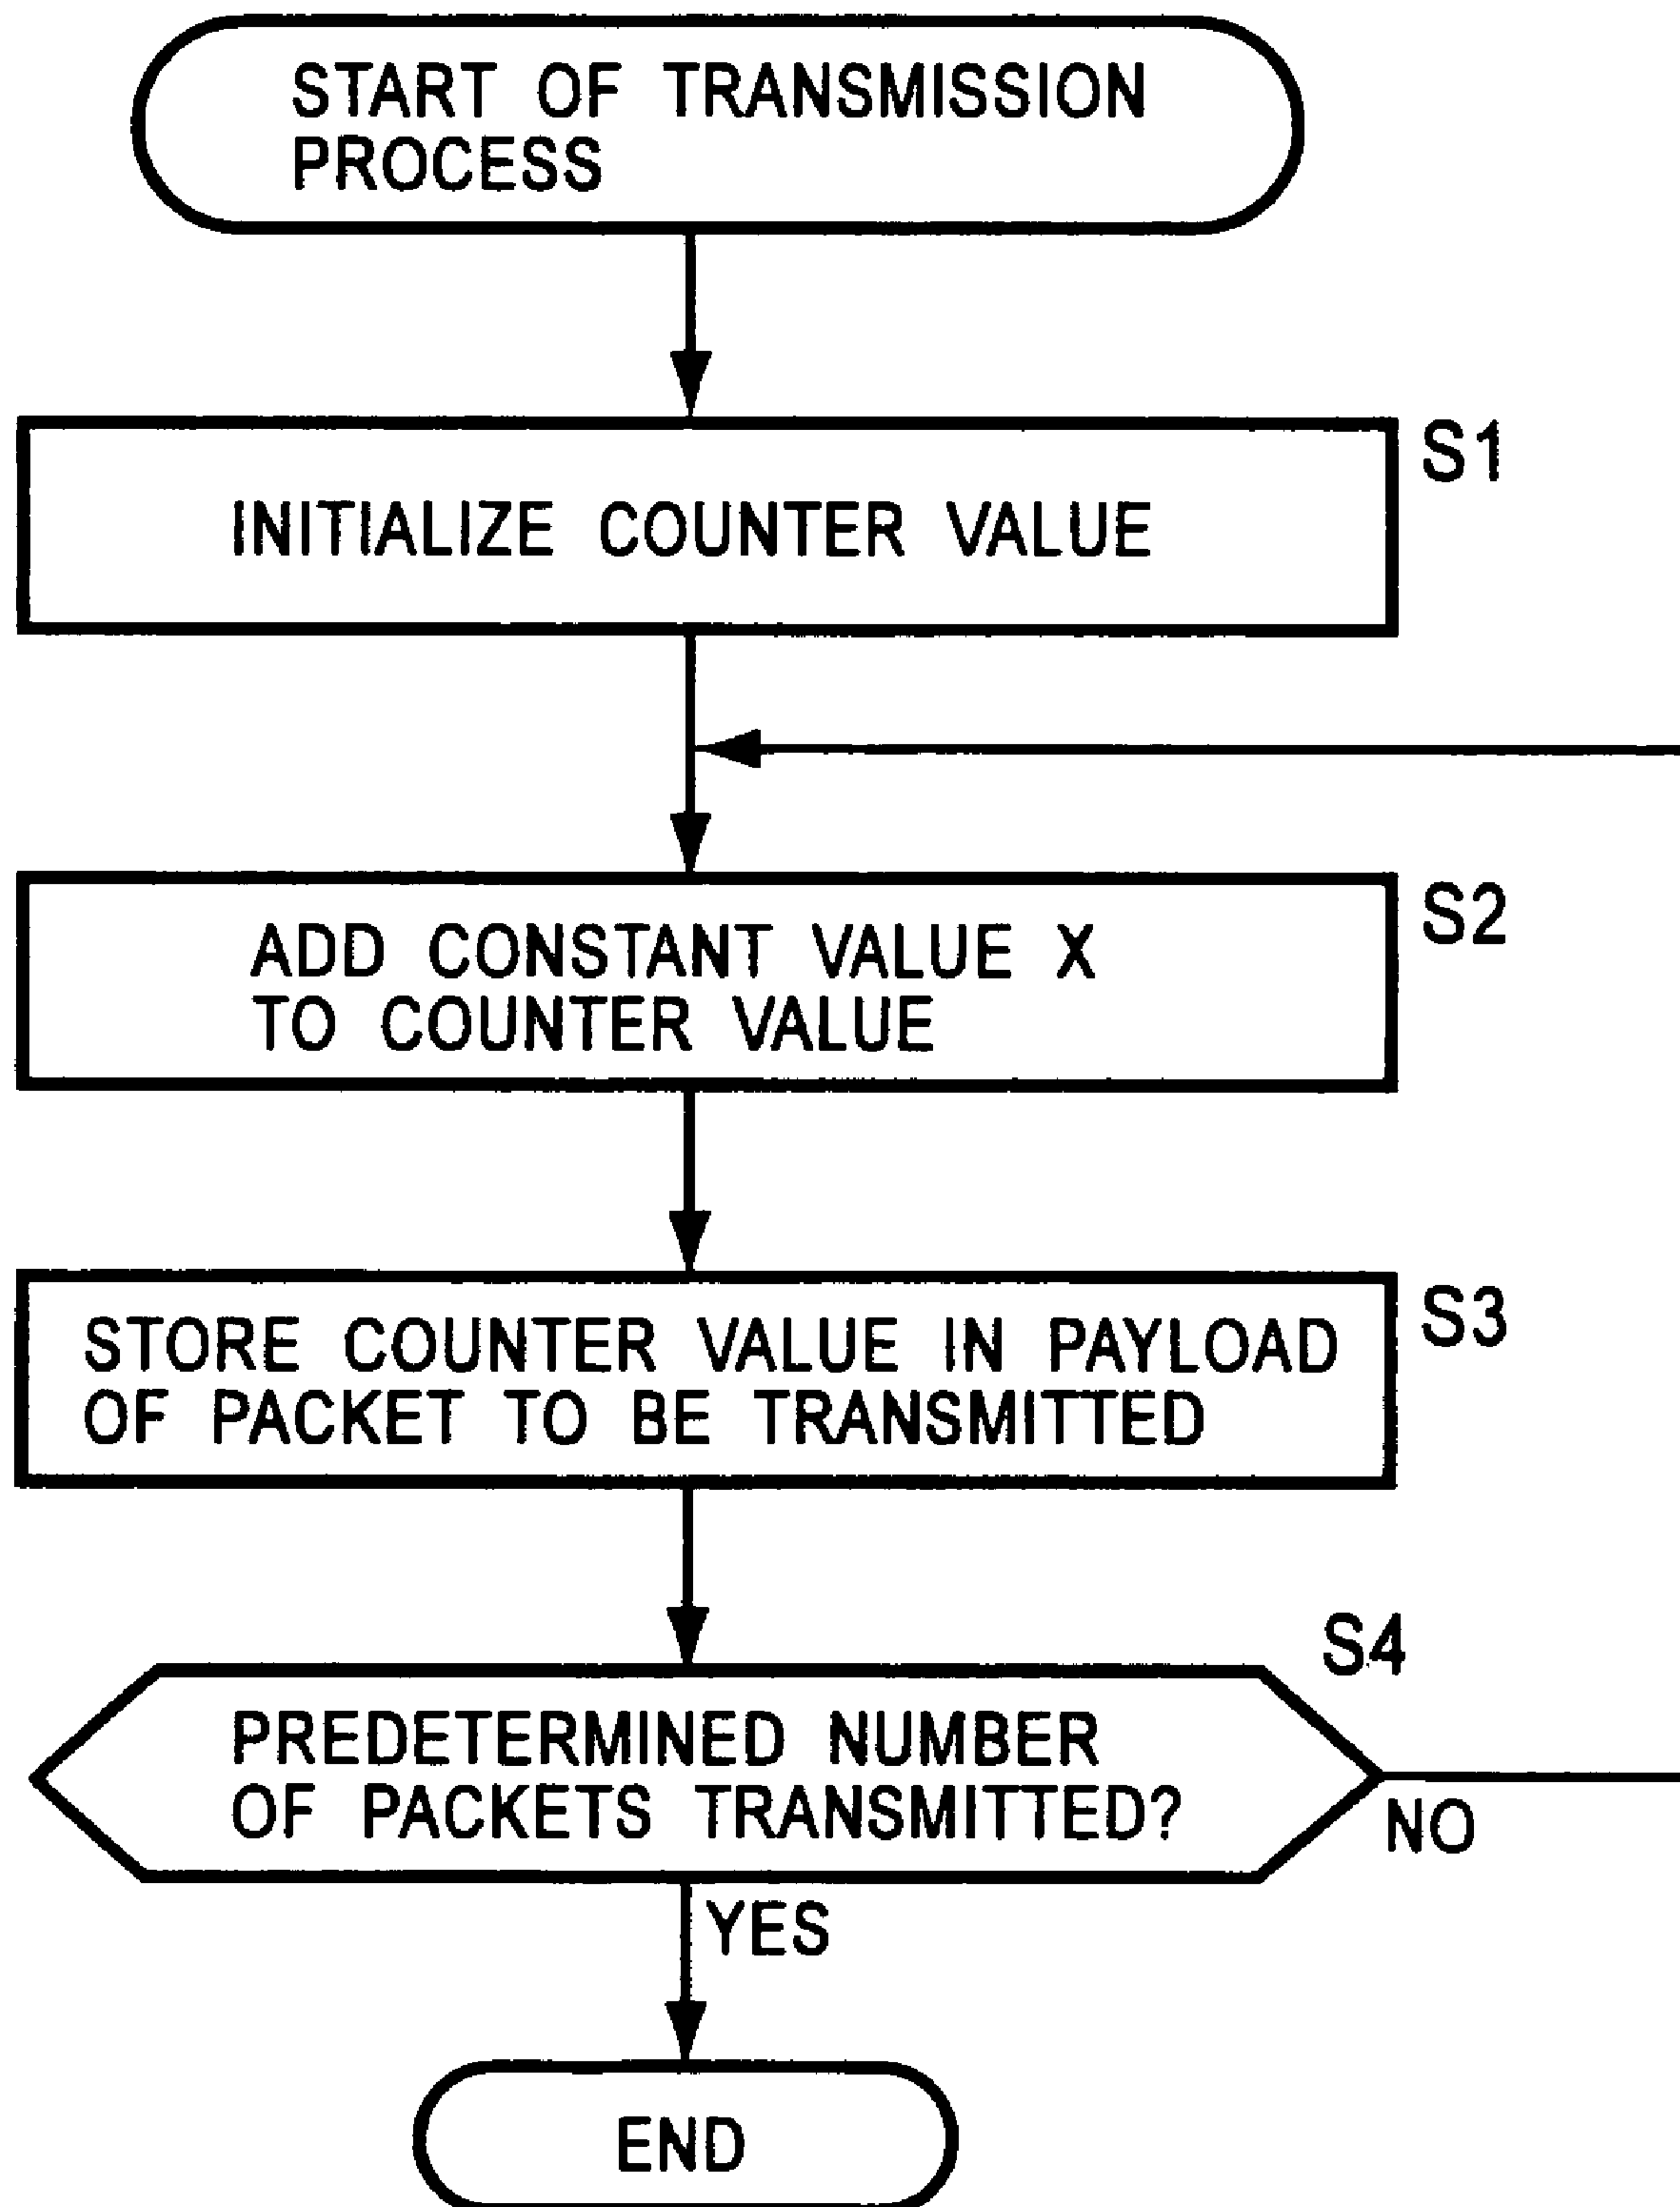 START OF TRANSMISSION
PROCESS
S1
INITIALIZE COUNTER VALUE
S2
ADD CONSTANT VALUE X
TO COUNTER VALUE
S3
STORE COUNTER VALUE IN PAYLOAD
OF PACKET TO BE TRANSMITTED
S4
PREDETERMINED NUMBER
OF PACKETS TRANSMITTED?
NO
YES
END